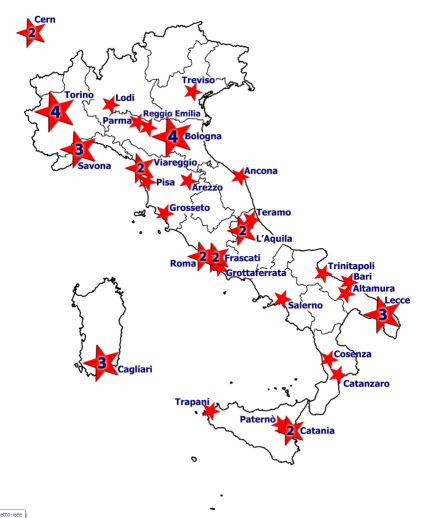 Cern
2
Treviso
Torino
4
Lodi
Parma
Reggio Emilia
4
Bologna
3
Savona
2
Viareggio
Pisa
Arezzo
Ancona
Grosseto
Teramo
2
L'Aquila
Roma
2
2
Frascati
Grottaferrata
Trinitapoli
Bari
Altamura
Lecce
3
Salerno
Cosenza
Catanzaro
3
Cagliari
Trapani
Paternò
2
Catania
etto-eee